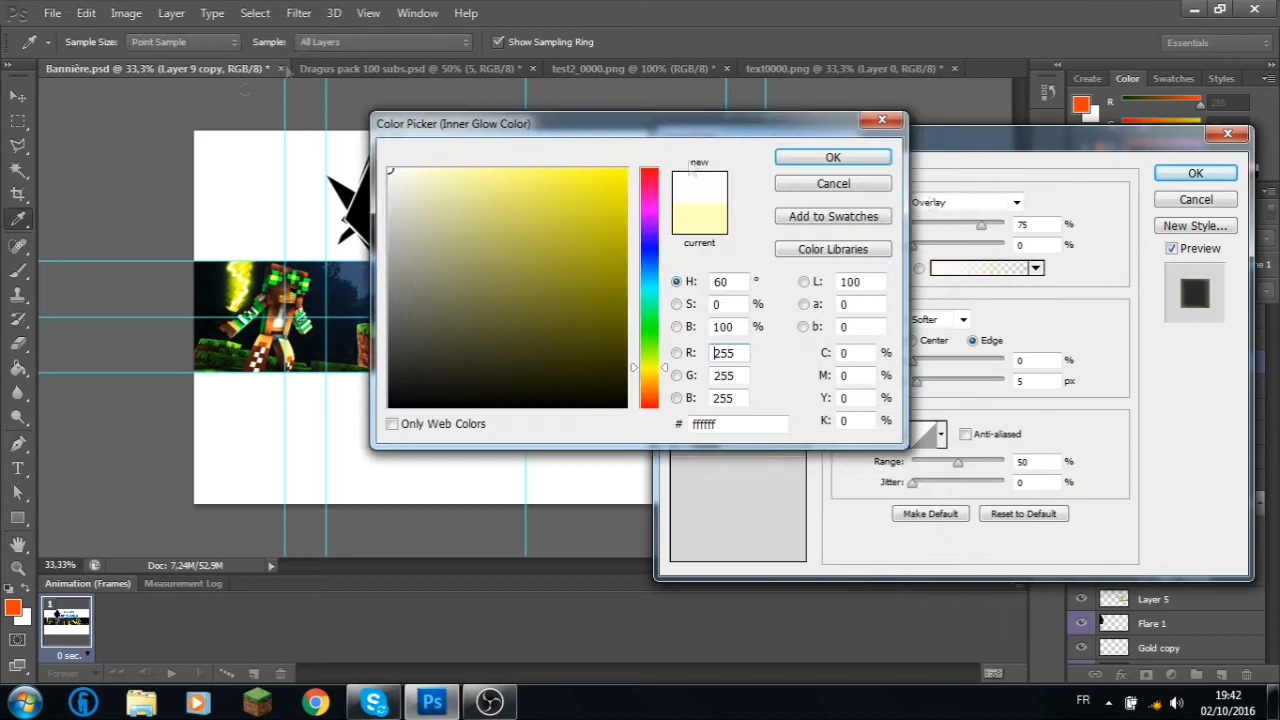 Ps File Edit Image Layer Type Select Filter 3D View Window Help
Sample Size: Point Sample Sample: All Layers Show Sampling Ring Essentials
Bannière.psd @ 33,3% (Layer 9 copy, RGB/8) * × Dragus pack 100 subs.psd @ 50% (5, RGB/8) * × test2_0000.png @ 100% (RGB/8) * × text0000.png @ 33,3% (Layer 0, RGB/8) * ×
Create Color Swatches Styles
R 255
Color Picker (Inner Glow Color)
new
current
OK
Cancel
Add to Swatches
Color Libraries
H: 60 ° L: 100
S: 0 % a: 0
B: 100 % b: 0
R: 255 C: 0 %
G: 255 M: 0 %
B: 255 Y: 0 %
# ffffff K: 0 %
Only Web Colors
Overlay
75 %
0 %
Softer
Center Edge
0 %
5 px
Anti-aliased
Range: 50 %
Jitter: 0 %
Make Default Reset to Default
OK
Cancel
New Style...
Preview
33,33% Doc: 7,24M/52,9M
Animation (Frames) Measurement Log
1
0 sec.
Forever
Layer 5
Flare 1
Gold copy
fx
Ps
FR 19:42
02/10/2016